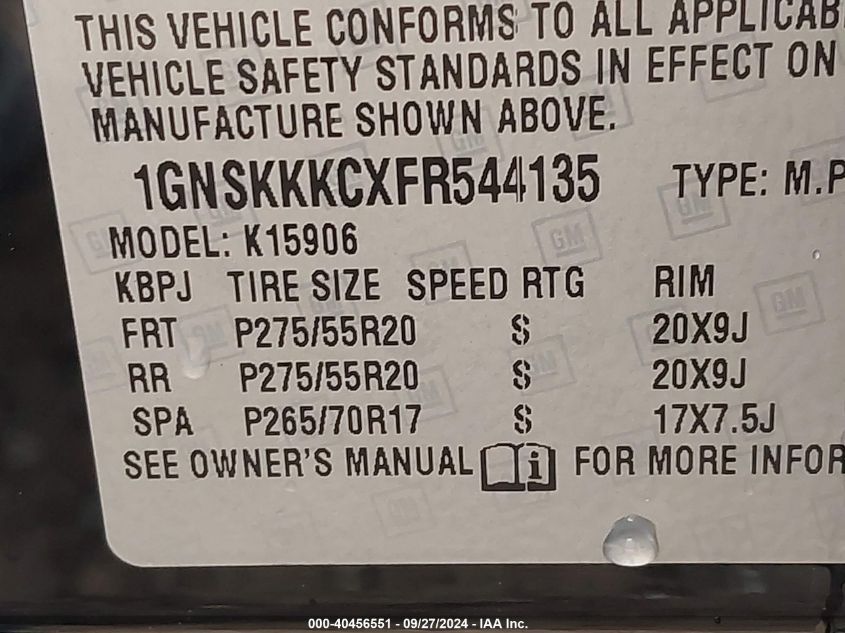 THIS VEHICLE CONFORMS TO ALL APPLICAB
VEHICLE SAFETY STANDARDS IN EFFECT ON
MANUFACTURE SHOWN ABOVE.
1GNSKKKCXFR544135 TYPE: M.P
MODEL: K15906
KBPJ TIRE SIZE SPEED RTG RIM
FRT P275/55R20 S 20X9J
RR P275/55R20 S 20X9J
SPA P265/70R17 S 17X7.5J
SEE OWNER'S MANUAL i FOR MORE INFOR
000-40456551 - 09/27/2024 - IAA Inc.